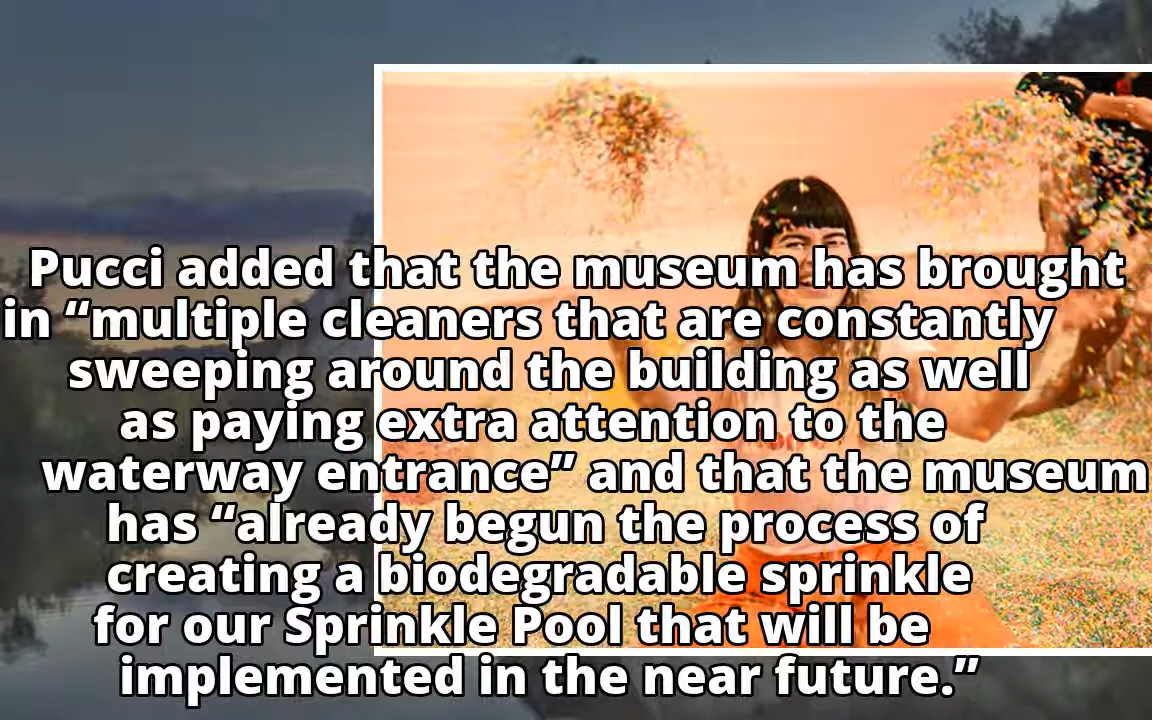 Pucci added that the museum has brought
in “multiple cleaners that are constantly
sweeping around the building as well
as paying extra attention to the
waterway entrance” and that the museum
has “already begun the process of
creating a biodegradable sprinkle
for our Sprinkle Pool that will be
implemented in the near future.”